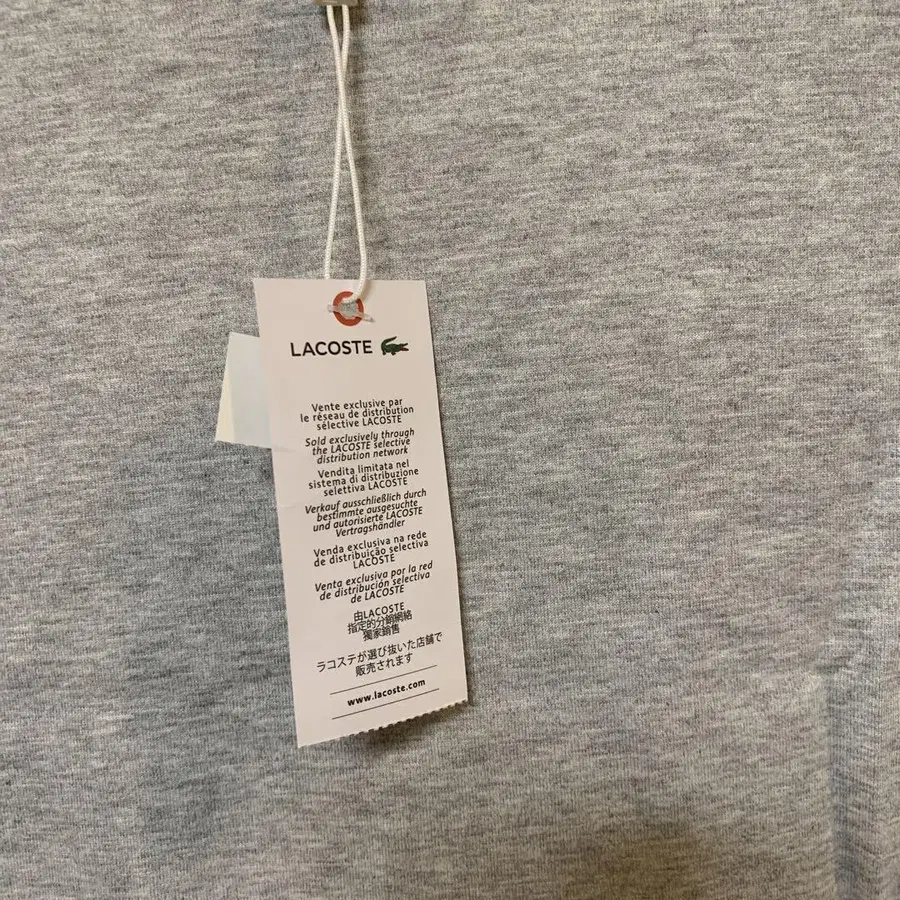 LACOSTE
Vente exclusive par
le réseau de distribution
sélective LACOSTE
Sold exclusively through
the LACOSTE selective
distribution network
Vendita limitata nel
sistema di distribuzione
selettiva LACOSTE
Verkauf ausschließlich durch
bestimmte ausgesuchte
und autorisierte LACOSTE
Vertragshändler
Venda exclusiva na rede
de distribuição selectiva
LACOSTE
Venta exclusiva por la red
de distribución selectiva
de LACOSTE
由LACOSTE
指定的分銷網絡
獨家銷售
ラコステが選び抜いた店舗で
販売されます
www.lacoste.com